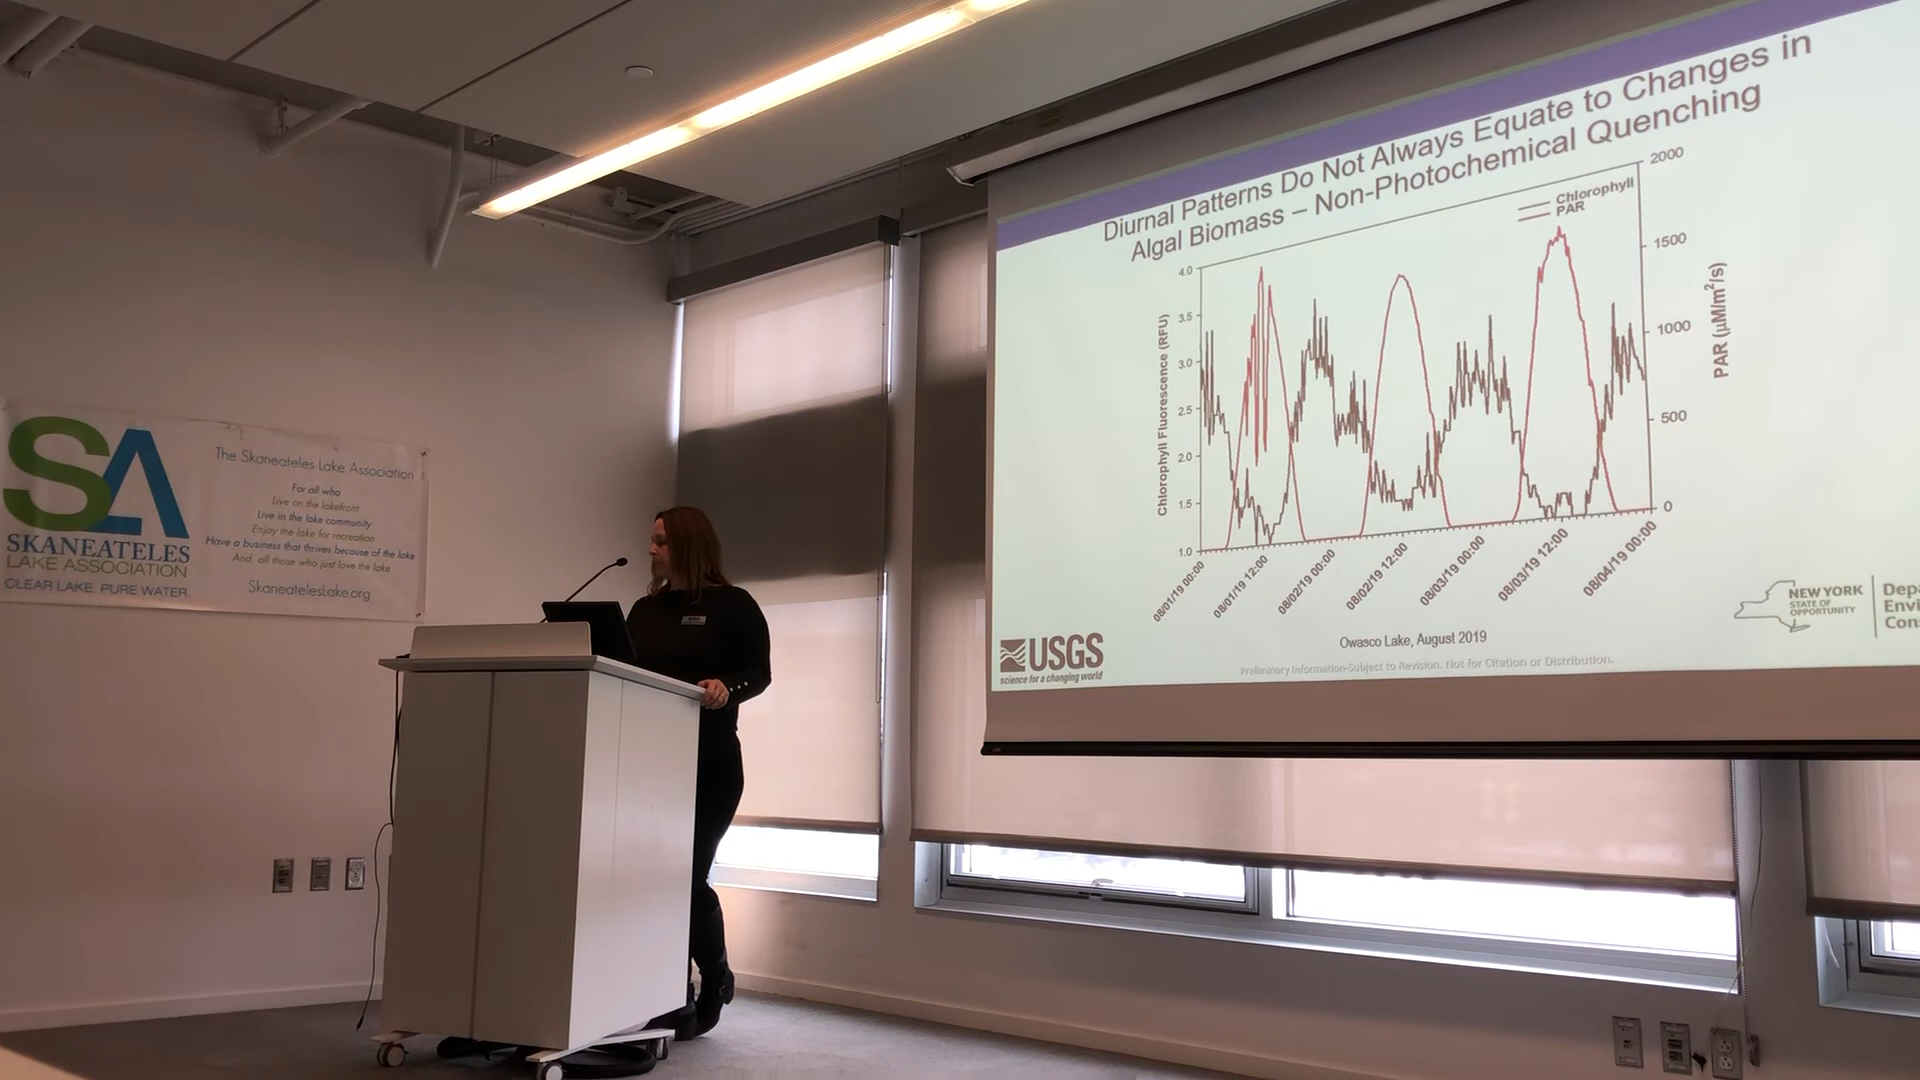 SA
SKANEATELES
LAKE ASSOCIATION
CLEAR LAKE. PURE WATER.
The Skaneateles Lake Association
For all who
Live on the lakefront
Live in the lake community
Enjoy the lake for recreation
Have a business that thrives because of the lake
And, all those who just love the lake
SkaneatelesLake.org
Diurnal Patterns Do Not Always Equate to Changes in
Algal Biomass – Non-Photochemical Quenching
Chlorophyll
PAR
Chlorophyll Fluorescence (RFU)
4.0
3.5
3.0
2.5
2.0
1.5
1.0
2000
1500
1000
500
0
PAR (µM/m²/s)
08/01/19 00:00
08/01/19 12:00
08/02/19 00:00
08/02/19 12:00
08/03/19 00:00
08/03/19 12:00
08/04/19 00:00
Owasco Lake, August 2019
Preliminary Information-Subject to Revision. Not for Citation or Distribution.
USGS
science for a changing world
NEW YORK
STATE OF
OPPORTUNITY
Depa
Envi
Con